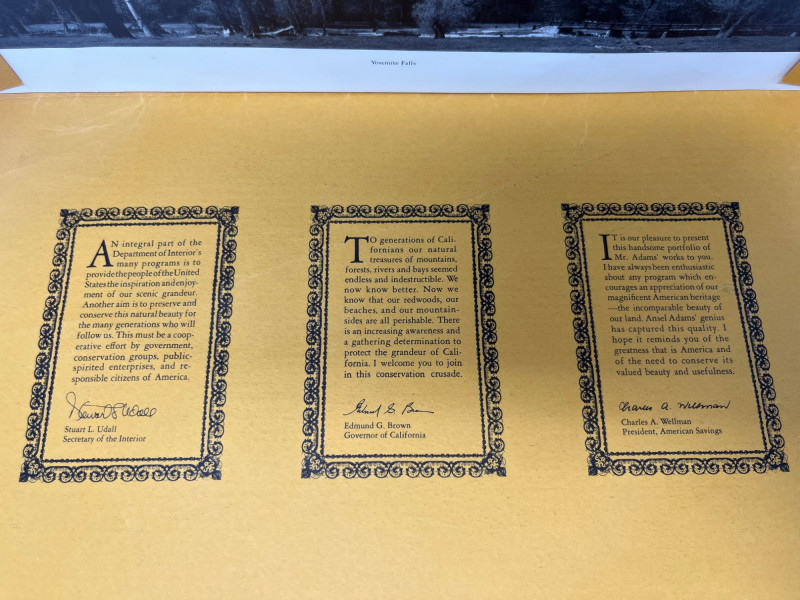 Yosemite Falls
AN integral part of the
Department of Interior's
many programs is to
provide the people of the United
States the inspiration and enjoy-
ment of our scenic grandeur.
Another aim is to preserve and
conserve this natural beauty for
the many generations who will
follow us. This must be a coop-
erative effort by government,
conservation groups, public-
spirited enterprises, and re-
sponsible citizens of America.
Stewart L Udall
Stuart L. Udall
Secretary of the Interior
TO generations of Cali-
fornians our natural
treasures of mountains,
forests, rivers and bays seemed
endless and indestructible. We
now know better. Now we
know that our redwoods, our
beaches, and our mountain-
sides are all perishable. There
is an increasing awareness and
a gathering determination to
protect the grandeur of Cali-
fornia. I welcome you to join
in this conservation crusade.
Edmund G. Brown
Edmund G. Brown
Governor of California
IT is our pleasure to present
this handsome portfolio of
Mr. Adams' works to you.
I have always been enthusiastic
about any program which en-
courages an appreciation of our
magnificent American heritage
—the incomparable beauty of
our land. Ansel Adams' genius
has captured this quality. I
hope it reminds you of the
greatness that is America and
of the need to conserve its
valued beauty and usefulness.
Charles A. Wellman
Charles A. Wellman
President, American Savings